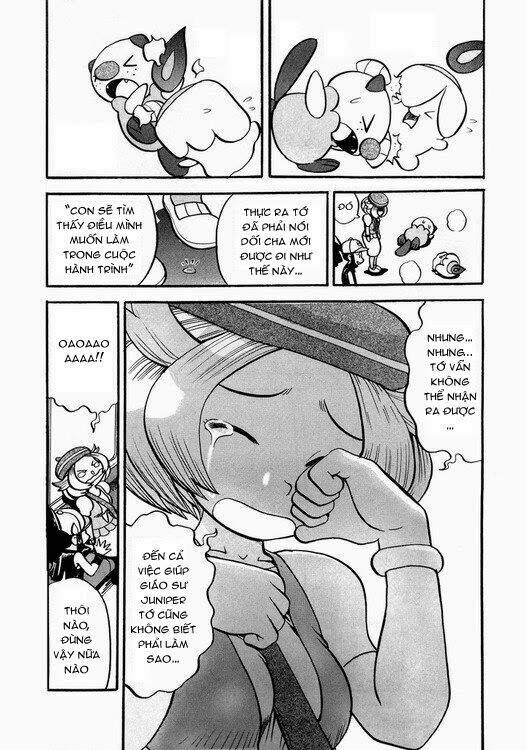 ĐÓ
THỰC RA TỚ
ĐÃ PHẢI NÓI
DỐI CHA MỚI
ĐƯỢC ĐI NHƯ
THẾ NÀY...
"CON SẼ TÌM
THẤY ĐIỀU MÌNH
MUỐN LÀM
TRONG CUỘC
HÀNH TRÌNH"
NHƯNG...
NHƯNG...
TỚ VẪN
KHÔNG
THỂ NHẬN
RA ĐƯỢC
...
ĐẾN CẢ
VIỆC GIÚP
GIÁO SƯ
JUNIPER
TỚ CŨNG
KHÔNG BIẾT
PHẢI LÀM
SAO...
OAOAAO
AAAA!!
THÔI
NÀO,
ĐỪNG
VẬY NỮA
NÀO